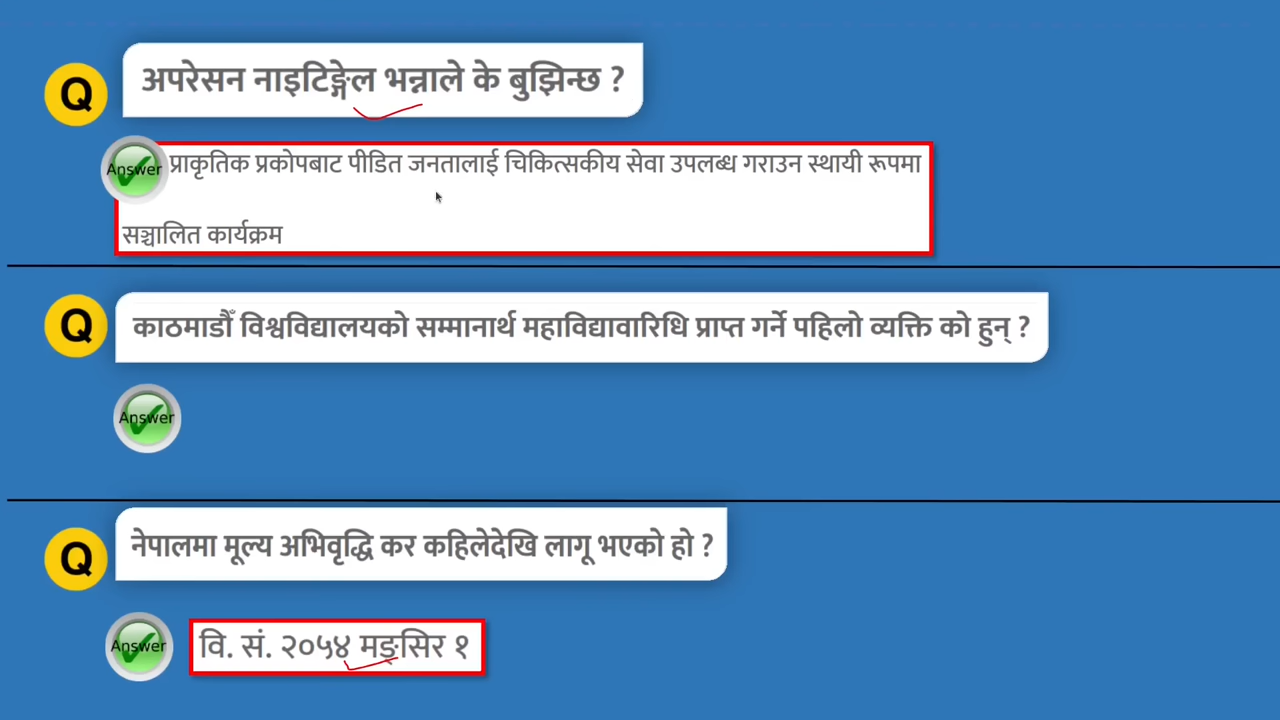 Q
अपरेसन नाइटिङ्गेल भन्नाले के बुझिन्छ ?
Answer
प्राकृतिक प्रकोपबाट पीडित जनतालाई चिकित्सकीय सेवा उपलब्ध गराउन स्थायी रूपमा
सञ्चालित कार्यक्रम
Q
काठमाडौँ विश्वविद्यालयको सम्मानार्थ महाविद्यावारिधि प्राप्त गर्ने पहिलो व्यक्ति को हुन् ?
Answer
Q
नेपालमा मूल्य अभिवृद्धि कर कहिलेदेखि लागू भएको हो ?
Answer
वि. सं. २०५४ मङ्सिर १